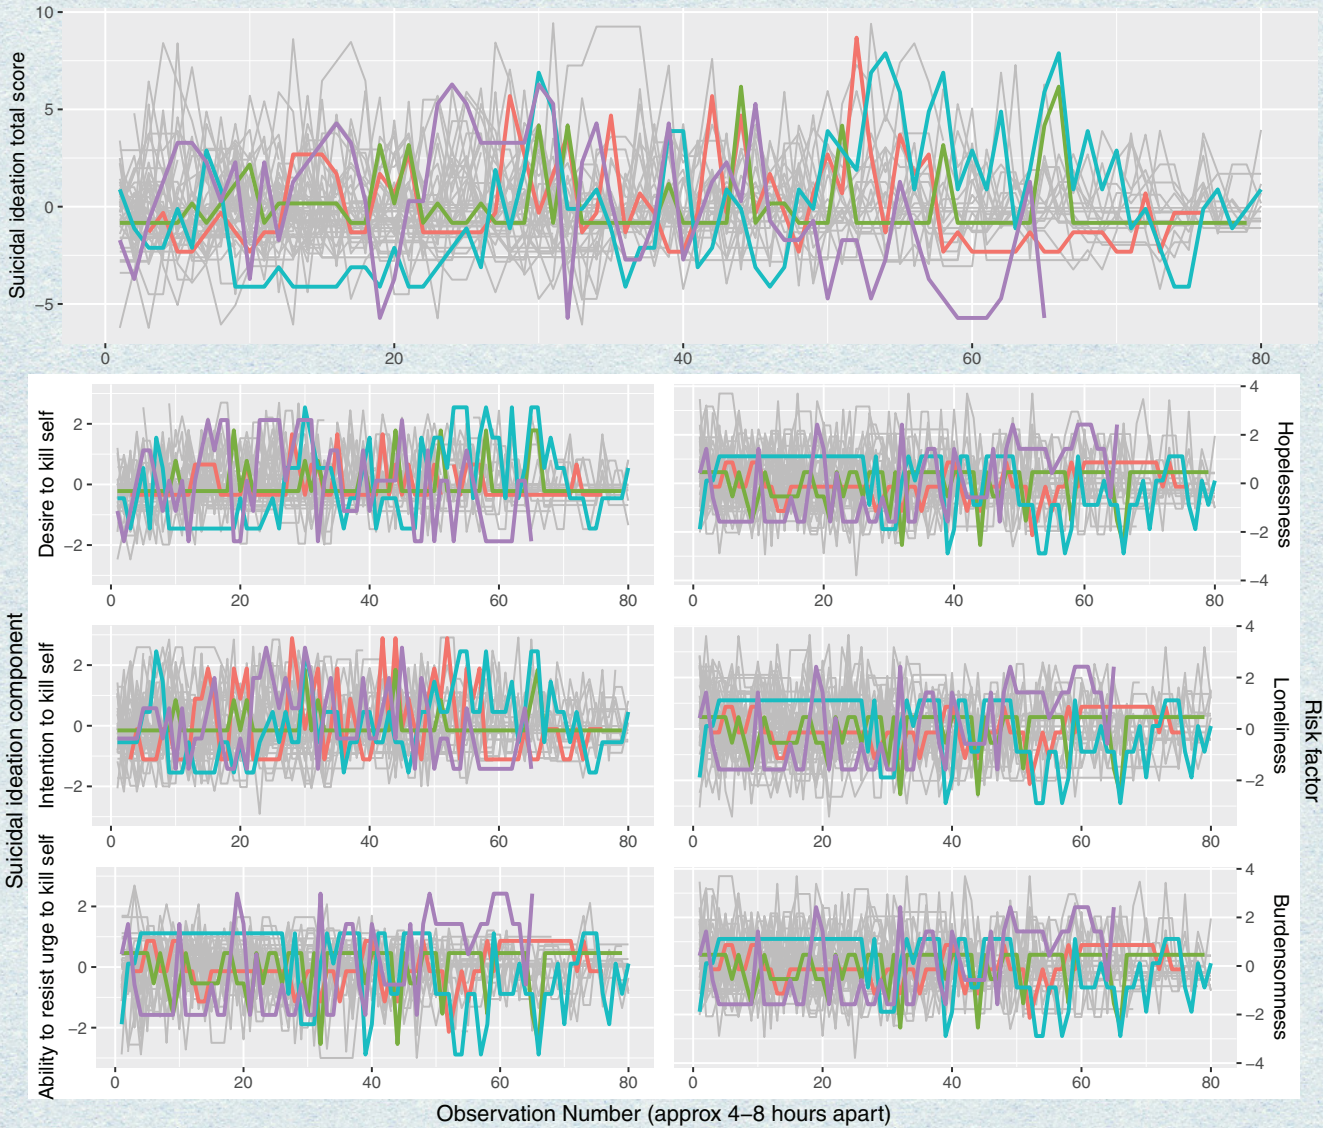 Suicidal ideation total score
10
5
0
−5
0 20 40 60 80
Suicidal ideation component
Desire to kill self
2
0
−2
0 20 40 60 80
Hopelessness
4
2
0
−2
−4
0 20 40 60 80
Intention to kill self
2
0
−2
0 20 40 60 80
Loneliness
4
2
0
−2
0 20 40 60 80
Risk factor
Ability to resist urge to kill self
2
0
−2
0 20 40 60 80
Burdensomness
4
2
0
−2
−4
0 20 40 60 80
Observation Number (approx 4−8 hours apart)